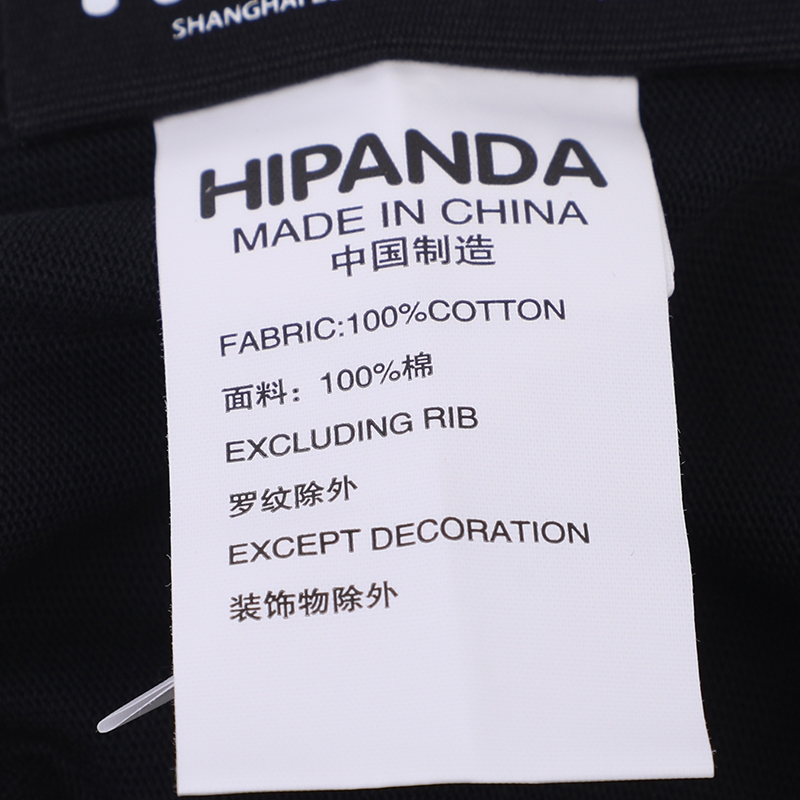 HIPANDA
MADE IN CHINA
中国制造
FABRIC:100%COTTON
面料：100%棉
EXCLUDING RIB
罗纹除外
EXCEPT DECORATION
装饰物除外